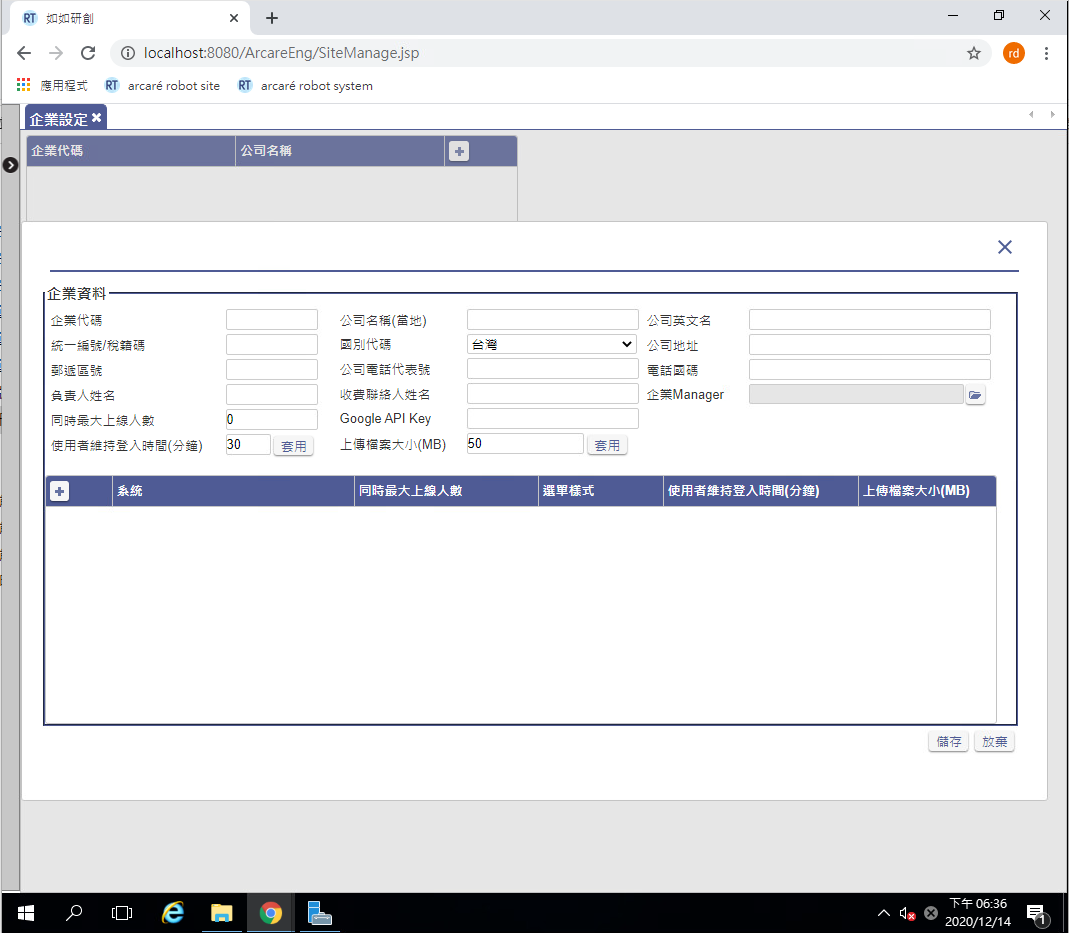 RT 如如研創
localhost:8080/ArcareEng/SiteManage.jsp
rd
應用程式 RT arcaré robot site RT arcaré robot system
企業設定
企業代碼 公司名稱
企業資料
企業代碼 公司名稱(當地) 公司英文名
統一編號/稅籍碼 國別代碼 台灣 公司地址
郵遞區號 公司電話代表號 電話國碼
負責人姓名 收費聯絡人姓名 企業Manager
同時最大上線人數 0 Google API Key
使用者維持登入時間(分鐘) 30 套用 上傳檔案大小(MB) 50 套用
系統 同時最大上線人數 選單樣式 使用者維持登入時間(分鐘) 上傳檔案大小(MB)
儲存 放棄
下午 06:36
2020/12/14
1